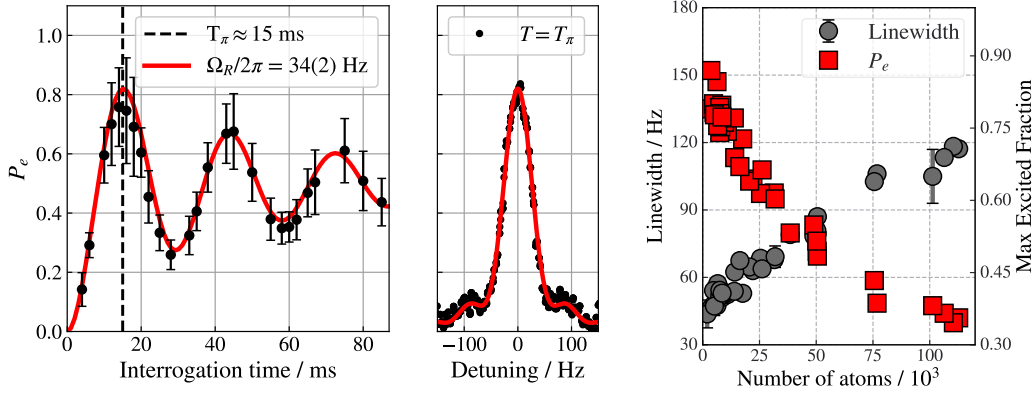 1.0
0.8
0.6
0.4
0.2
0.0
P_e
0 20 40 60 80
Interrogation time / ms
T_π ≈ 15 ms
Ω_R/2π = 34(2) Hz
T = T_π
−100 0 100
Detuning / Hz
180
150
120
90
60
30
Linewidth / Hz
Linewidth
P_e
0.90
0.75
0.60
0.45
0.30
Max Excited Fraction
0 25 50 75 100
Number of atoms / 10³